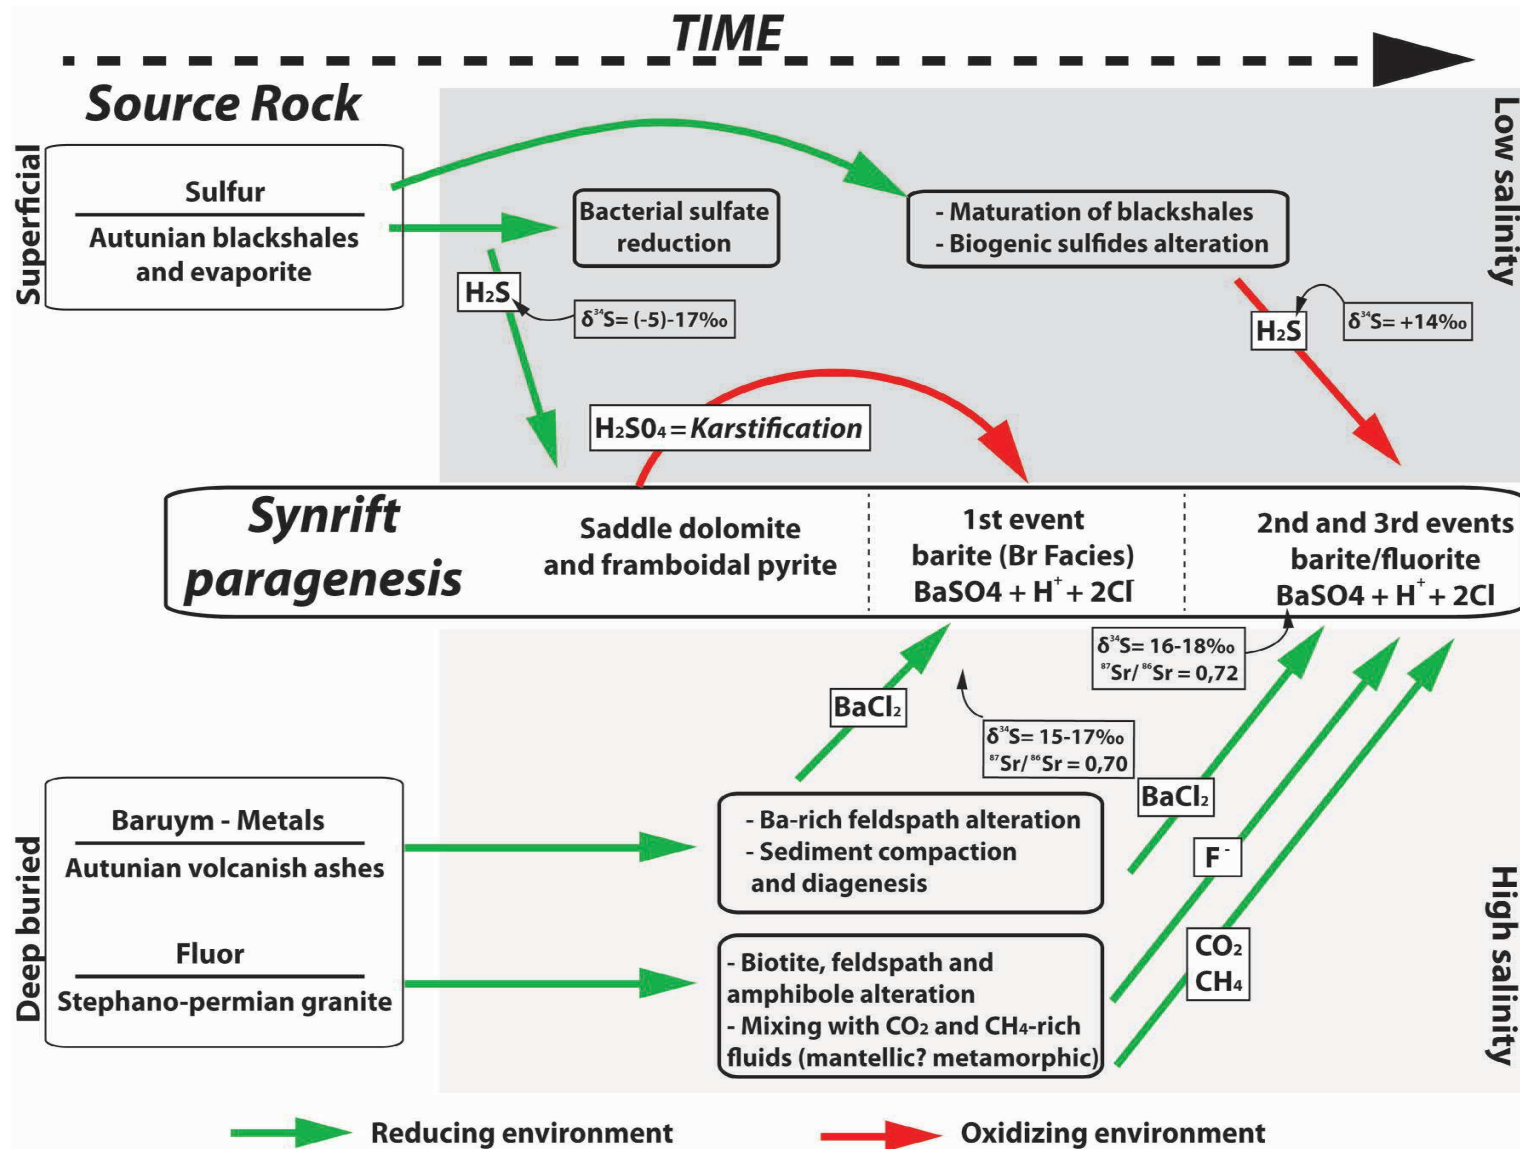 TIME
Source Rock
Superficial
Sulfur
Autunian blackshales
and evaporite
Bacterial sulfate
reduction
- Maturation of blackshales
- Biogenic sulfides alteration
Low salinity
H₂S
δ³⁴S= (-5)-17‰
H₂S
δ³⁴S= +14‰
H₂SO₄ = Karstification
Synrift
paragenesis
Saddle dolomite
and framboidal pyrite
1st event
barite (Br Facies)
BaSO4 + H⁺ + 2Cl⁻
2nd and 3rd events
barite/fluorite
BaSO4 + H⁺ + 2Cl
δ³⁴S= 16-18‰
⁸⁷Sr/⁸⁶Sr = 0,72
BaCl₂
δ³⁴S= 15-17‰
⁸⁷Sr/⁸⁶Sr = 0,70
BaCl₂
F⁻
CO₂
CH₄
Deep buried
Baruym - Metals
Autunian volcanish ashes
Fluor
Stephano-permian granite
- Ba-rich feldspath alteration
- Sediment compaction
and diagenesis
- Biotite, feldspath and
amphibole alteration
- Mixing with CO₂ and CH₄-rich
fluids (mantellic? metamorphic)
High salinity
Reducing environment
Oxidizing environment